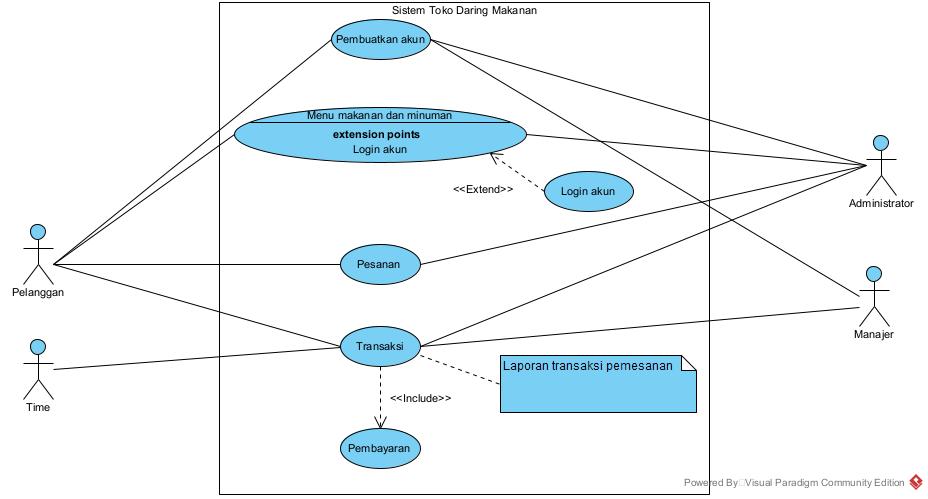 Sistem Toko Daring Makanan
Pembuatkan akun
Menu makanan dan minuman
extension points
Login akun
<<Extend>>
Login akun
Administrator
Pesanan
Pelanggan
Transaksi
Manajer
Laporan transaksi pemesanan
<<Include>>
Time
Pembayaran
Powered By Visual Paradigm Community Edition